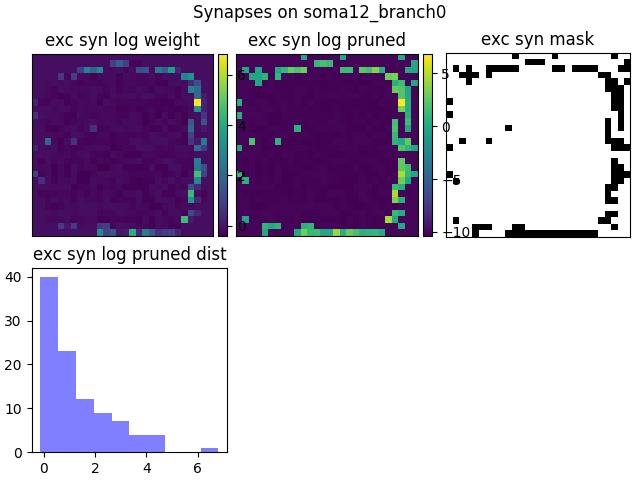 Synapses on soma12_branch0
exc syn log weight
exc syn log pruned
exc syn mask
6
4
2
0
5
0
−5
−10
exc syn log pruned dist
40
30
20
10
0
0 2 4 6